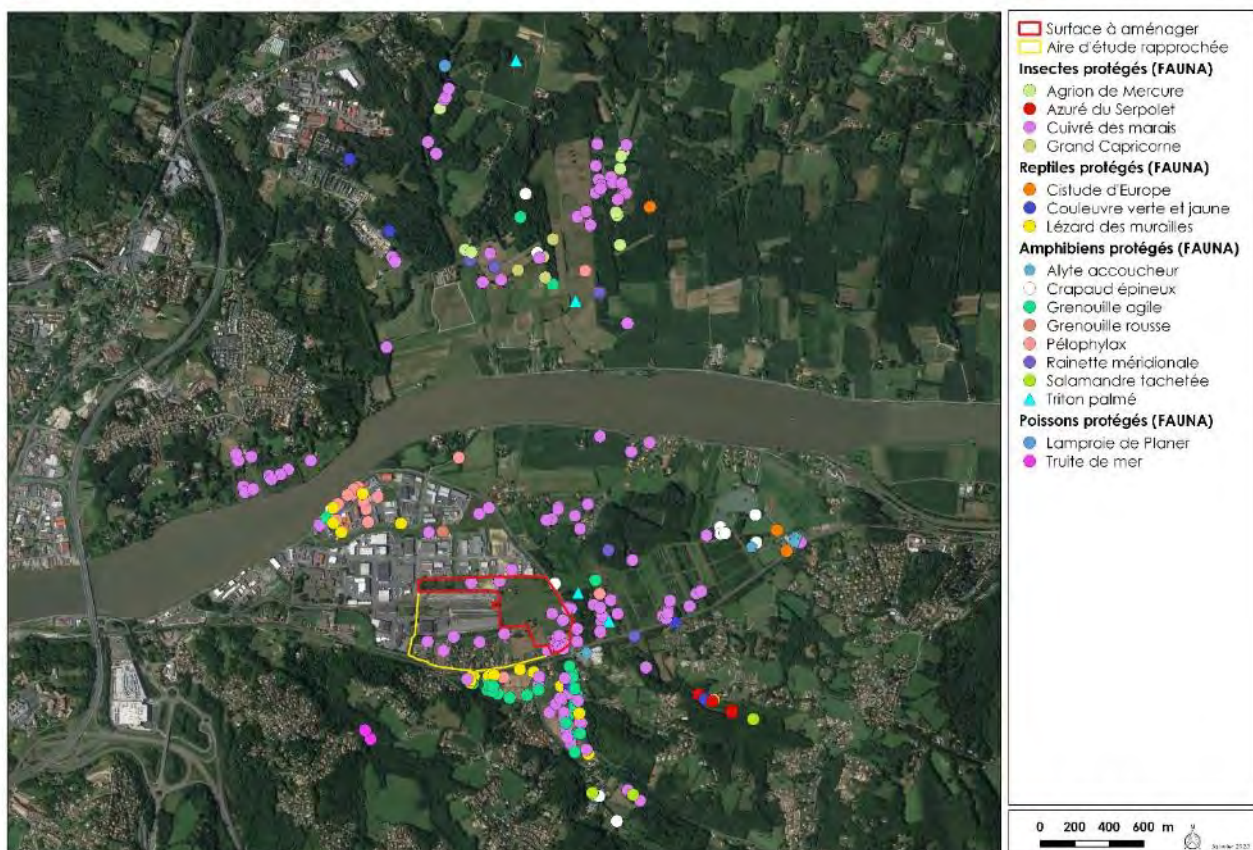 Surface à aménager
Aire d'étude rapprochée
Insectes protégés (FAUNA)
Agrion de Mercure
Azuré du Serpolet
Cuivré des marais
Grand Capricorne
Reptiles protégés (FAUNA)
Cistude d'Europe
Couleuvre verte et jaune
Lézard des murailles
Amphibiens protégés (FAUNA)
Alyte accoucheur
Crapaud épineux
Grenouille agile
Grenouille rousse
Pélophylax
Rainette méridionale
Salamandre tachetée
Triton palmé
Poissons protégés (FAUNA)
Lamproie de Planer
Truite de mer
0 200 400 600 m